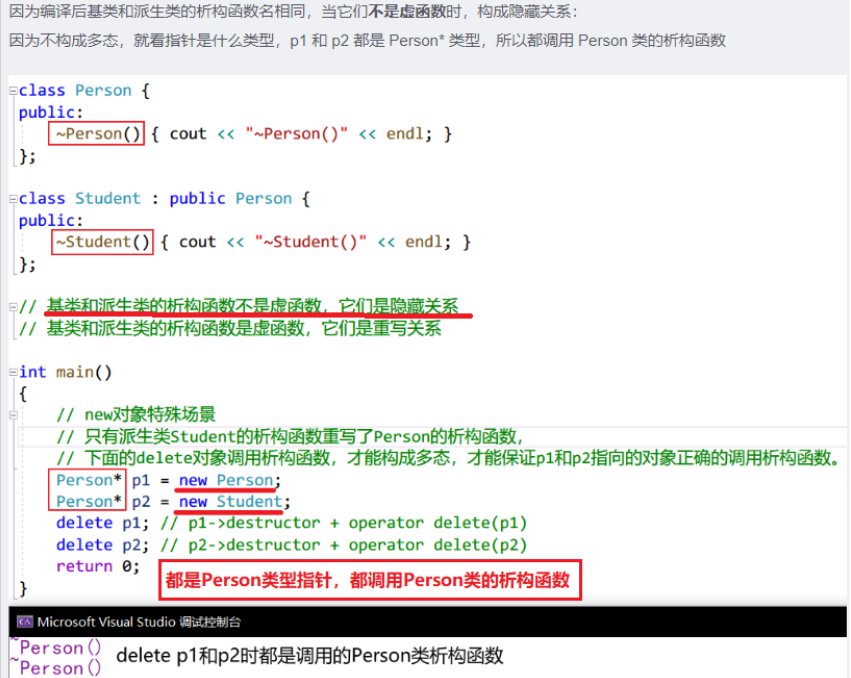 因为编译后基类和派生类的析构函数名相同，当它们不是虚函数时，构成隐藏关系：
因为不构成多态，就看指针是什么类型，p1 和 p2 都是 Person* 类型，所以都调用 Person 类的析构函数
class Person {
public:
~Person() { cout << "~Person()" << endl; }
};
class Student : public Person {
public:
~Student() { cout << "~Student()" << endl; }
};
// 基类和派生类的析构函数不是虚函数，它们是隐藏关系
// 基类和派生类的析构函数是虚函数，它们是重写关系
int main()
{
// new对象特殊场景
// 只有派生类Student的析构函数重写了Person的析构函数，
// 下面的delete对象调用析构函数，才能构成多态，才能保证p1和p2指向的对象正确的调用析构函数。
Person* p1 = new Person;
Person* p2 = new Student;
delete p1; // p1->destructor + operator delete(p1)
delete p2; // p2->destructor + operator delete(p2)
return 0;
都是Person类型指针，都调用Person类的析构函数
}
Microsoft Visual Studio 调试控制台
~Person()
~Person()
delete p1和p2时都是调用的Person类析构函数